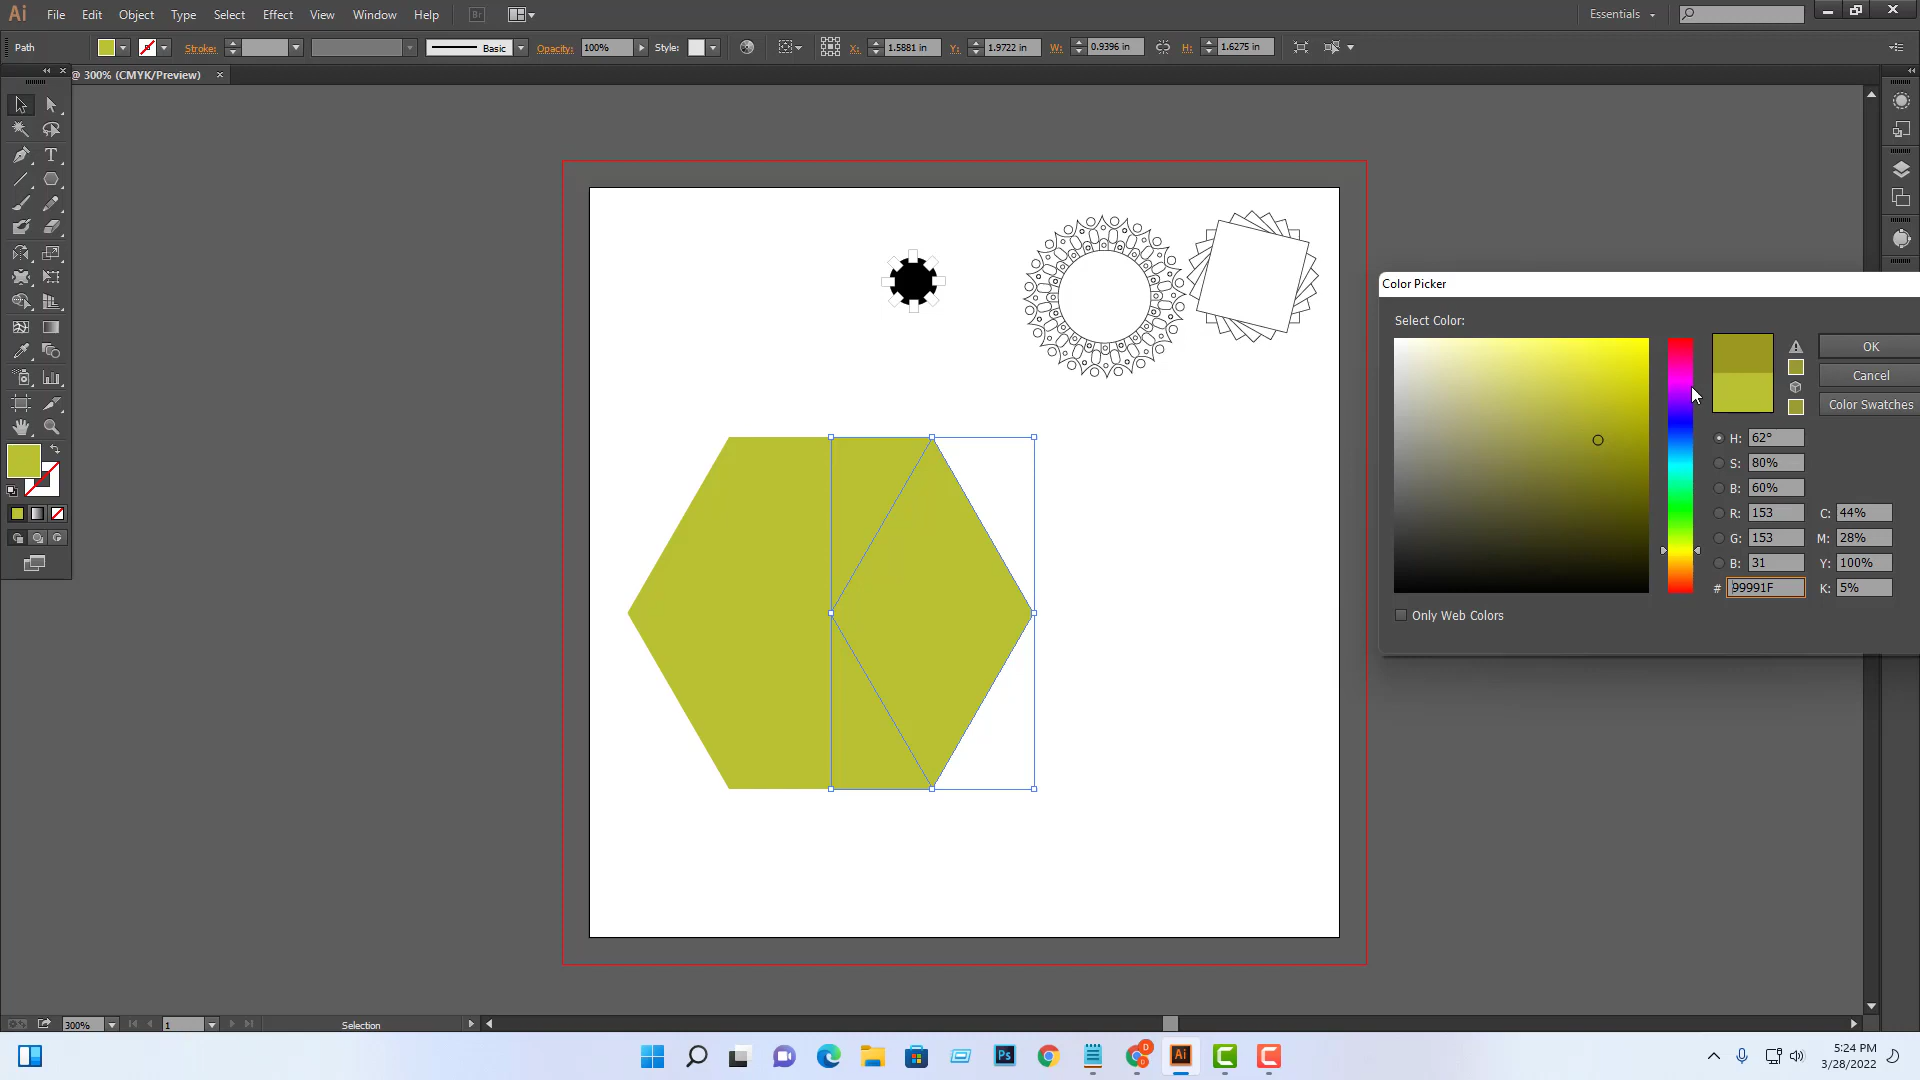 Ai File Edit Object Type Select Effect View Window Help Br Essentials
Path Stroke: Basic Opacity: 100% Style: X: 1.5881 in Y: 1.9722 in W: 0.9396 in H: 1.6275 in
@ 300% (CMYK/Preview)
T
Color Picker
Select Color:
OK
Cancel
Color Swatches
H: 62°
S: 80%
B: 60%
R: 153 C: 44%
G: 153 M: 28%
B: 31 Y: 100%
# 99991F K: 5%
Only Web Colors
300% 1 Selection
Ps D Ai C C
5:24 PM
3/28/2022